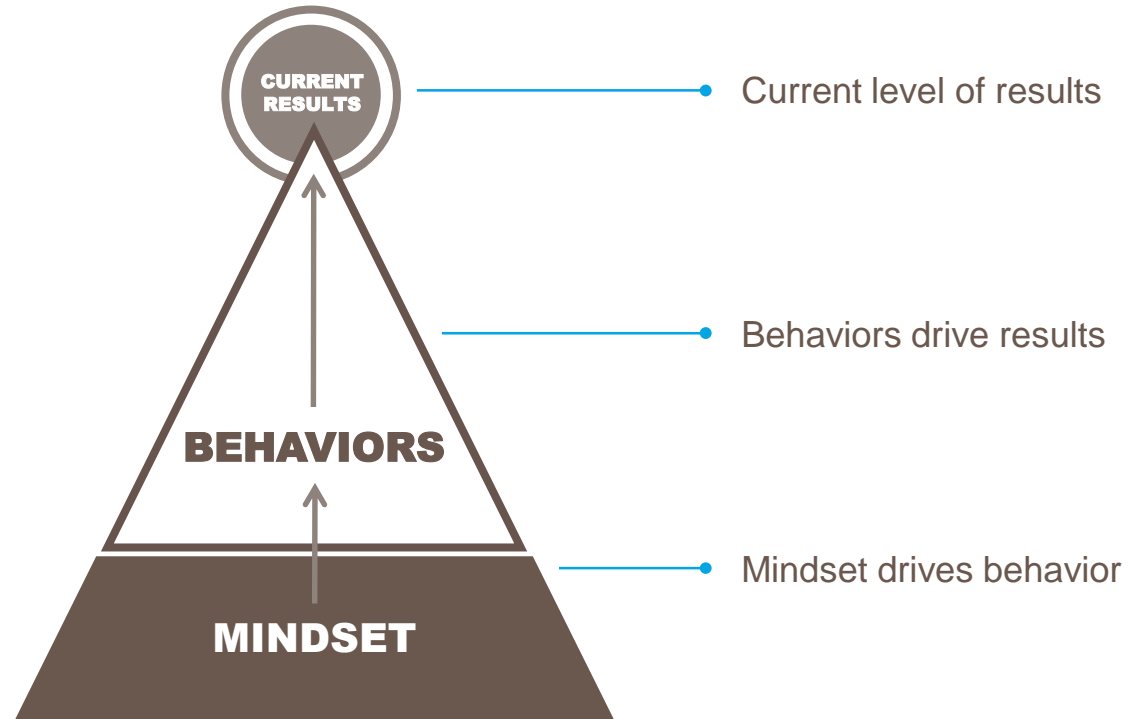 CURRENT
RESULTS
Current level of results
Behaviors drive results
BEHAVIORS
Mindset drives behavior
MINDSET